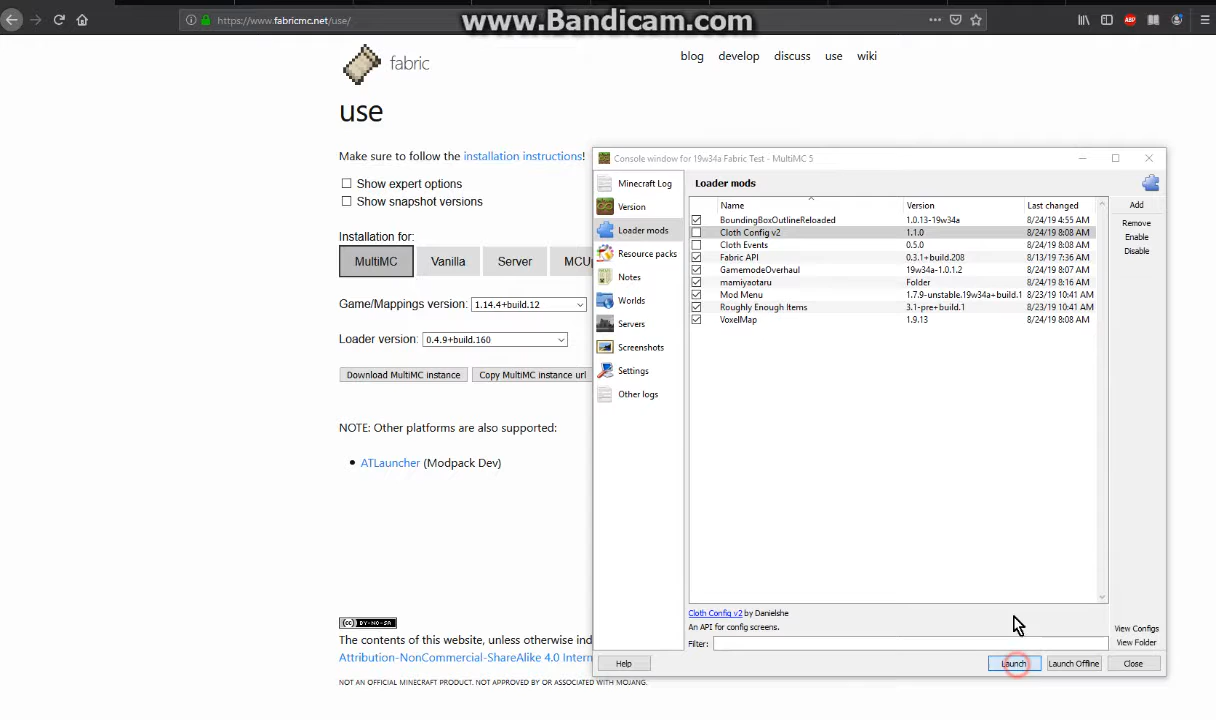 https://www.fabricmc.net/use/
www.Bandicam.com
ABP
fabric
blog
develop
discuss
use
wiki
use
Make sure to follow the installation instructions!
Show expert options
Show snapshot versions
Installation for:
MultiMC
Vanilla
Server
MCU
Game/Mappings version: 1.14.4+build.12
Loader version: 0.4.9+build.160
Download MultiMC instance
Copy MultiMC instance url
NOTE: Other platforms are also supported:
ATLauncher (Modpack Dev)
The contents of this website, unless otherwise ind
Attribution-NonCommercial-ShareAlike 4.0 Intern
NOT AN OFFICIAL MINECRAFT PRODUCT. NOT APPROVED BY OR ASSOCIATED WITH MOJANG.
Console window for 19w34a Fabric Test - MultiMC 5
Minecraft Log
Version
Loader mods
Resource packs
Notes
Worlds
Servers
Screenshots
Settings
Other logs
Loader mods
Name Version Last changed
BoundingBoxOutlineReloaded 1.0.13-19w34a 8/24/19 4:55 AM
Cloth Config v2 1.1.0 8/24/19 8:08 AM
Cloth Events 0.5.0 8/24/19 8:08 AM
Fabric API 0.3.1+build.208 8/13/19 7:36 AM
GamemodeOverhaul 19w34a-1.0.1.2 8/24/19 8:07 AM
mamiyaotaru Folder 8/24/19 8:16 AM
Mod Menu 1.7.9-unstable.19w34a+build.1 8/23/19 10:41 AM
Roughly Enough Items 3.1-pre+build.1 8/23/19 10:41 AM
VoxelMap 1.9.13 8/24/19 8:08 AM
Add
Remove
Enable
Disable
Cloth Config v2 by Danielshe
An API for config screens.
Filter:
View Configs
View Folder
Help
Launch
Launch Offline
Close